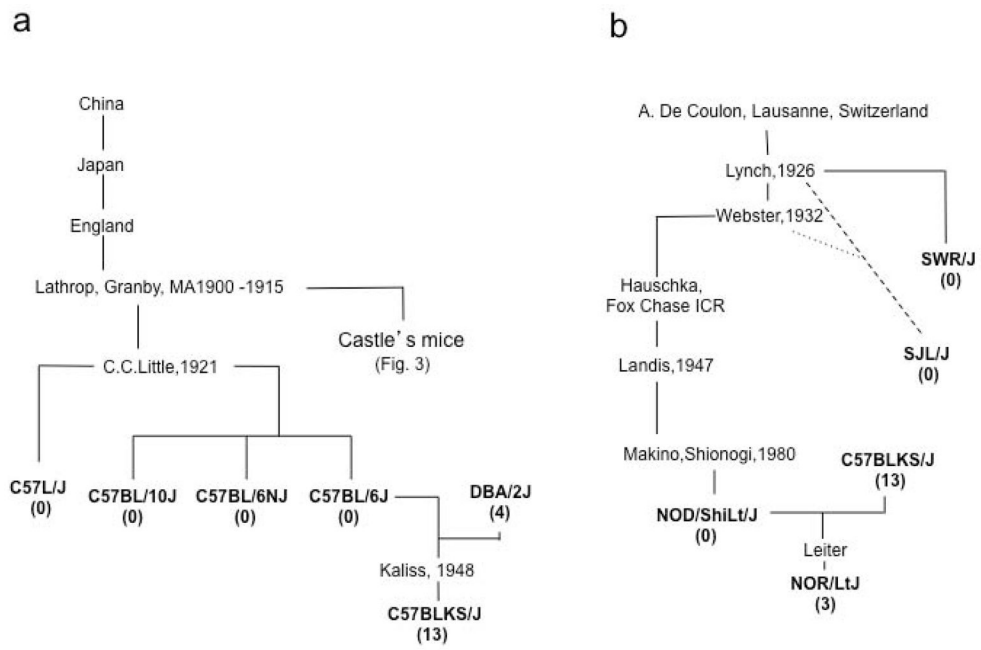 a
China
Japan
England
Lathrop, Granby, MA1900 -1915
Castle's mice
(Fig. 3)
C.C.Little,1921
C57L/J
(0)
C57BL/10J
(0)
C57BL/6NJ
(0)
C57BL/6J
(0)
DBA/2J
(4)
Kaliss, 1948
C57BLKS/J
(13)
b
A. De Coulon, Lausanne, Switzerland
Lynch,1926
Webster,1932
SWR/J
(0)
Hauschka,
Fox Chase ICR
SJL/J
(0)
Landis,1947
Makino,Shionogi,1980
C57BLKS/J
(13)
NOD/ShiLt/J
(0)
Leiter
NOR/LtJ
(3)